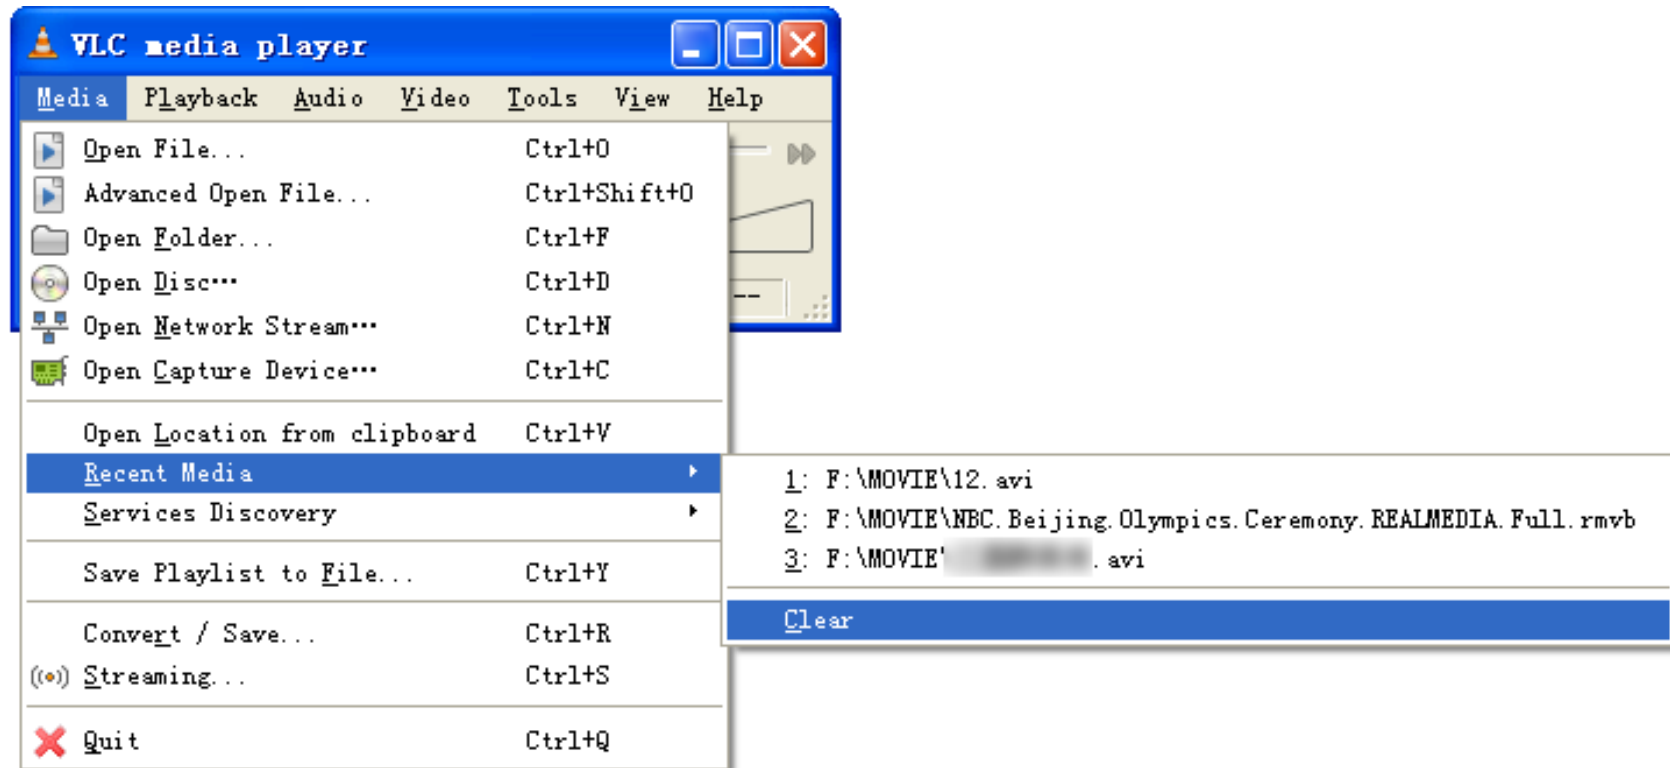 VLC media player
Media Playback Audio Video Tools View Help
Open File... Ctrl+O
Advanced Open File... Ctrl+Shift+O
Open Folder... Ctrl+F
Open Disc… Ctrl+D
Open Network Stream… Ctrl+N
Open Capture Device… Ctrl+C
--
Open Location from clipboard Ctrl+V
Recent Media
Services Discovery
Save Playlist to File... Ctrl+Y
Convert / Save... Ctrl+R
Streaming... Ctrl+S
Quit Ctrl+Q
1: F:\MOVIE\12.avi
2: F:\MOVIE\NBC.Beijing.Olympics.Ceremony.REALMEDIA.Full.rmvb
3: F:\MOVIE\ .avi
Clear